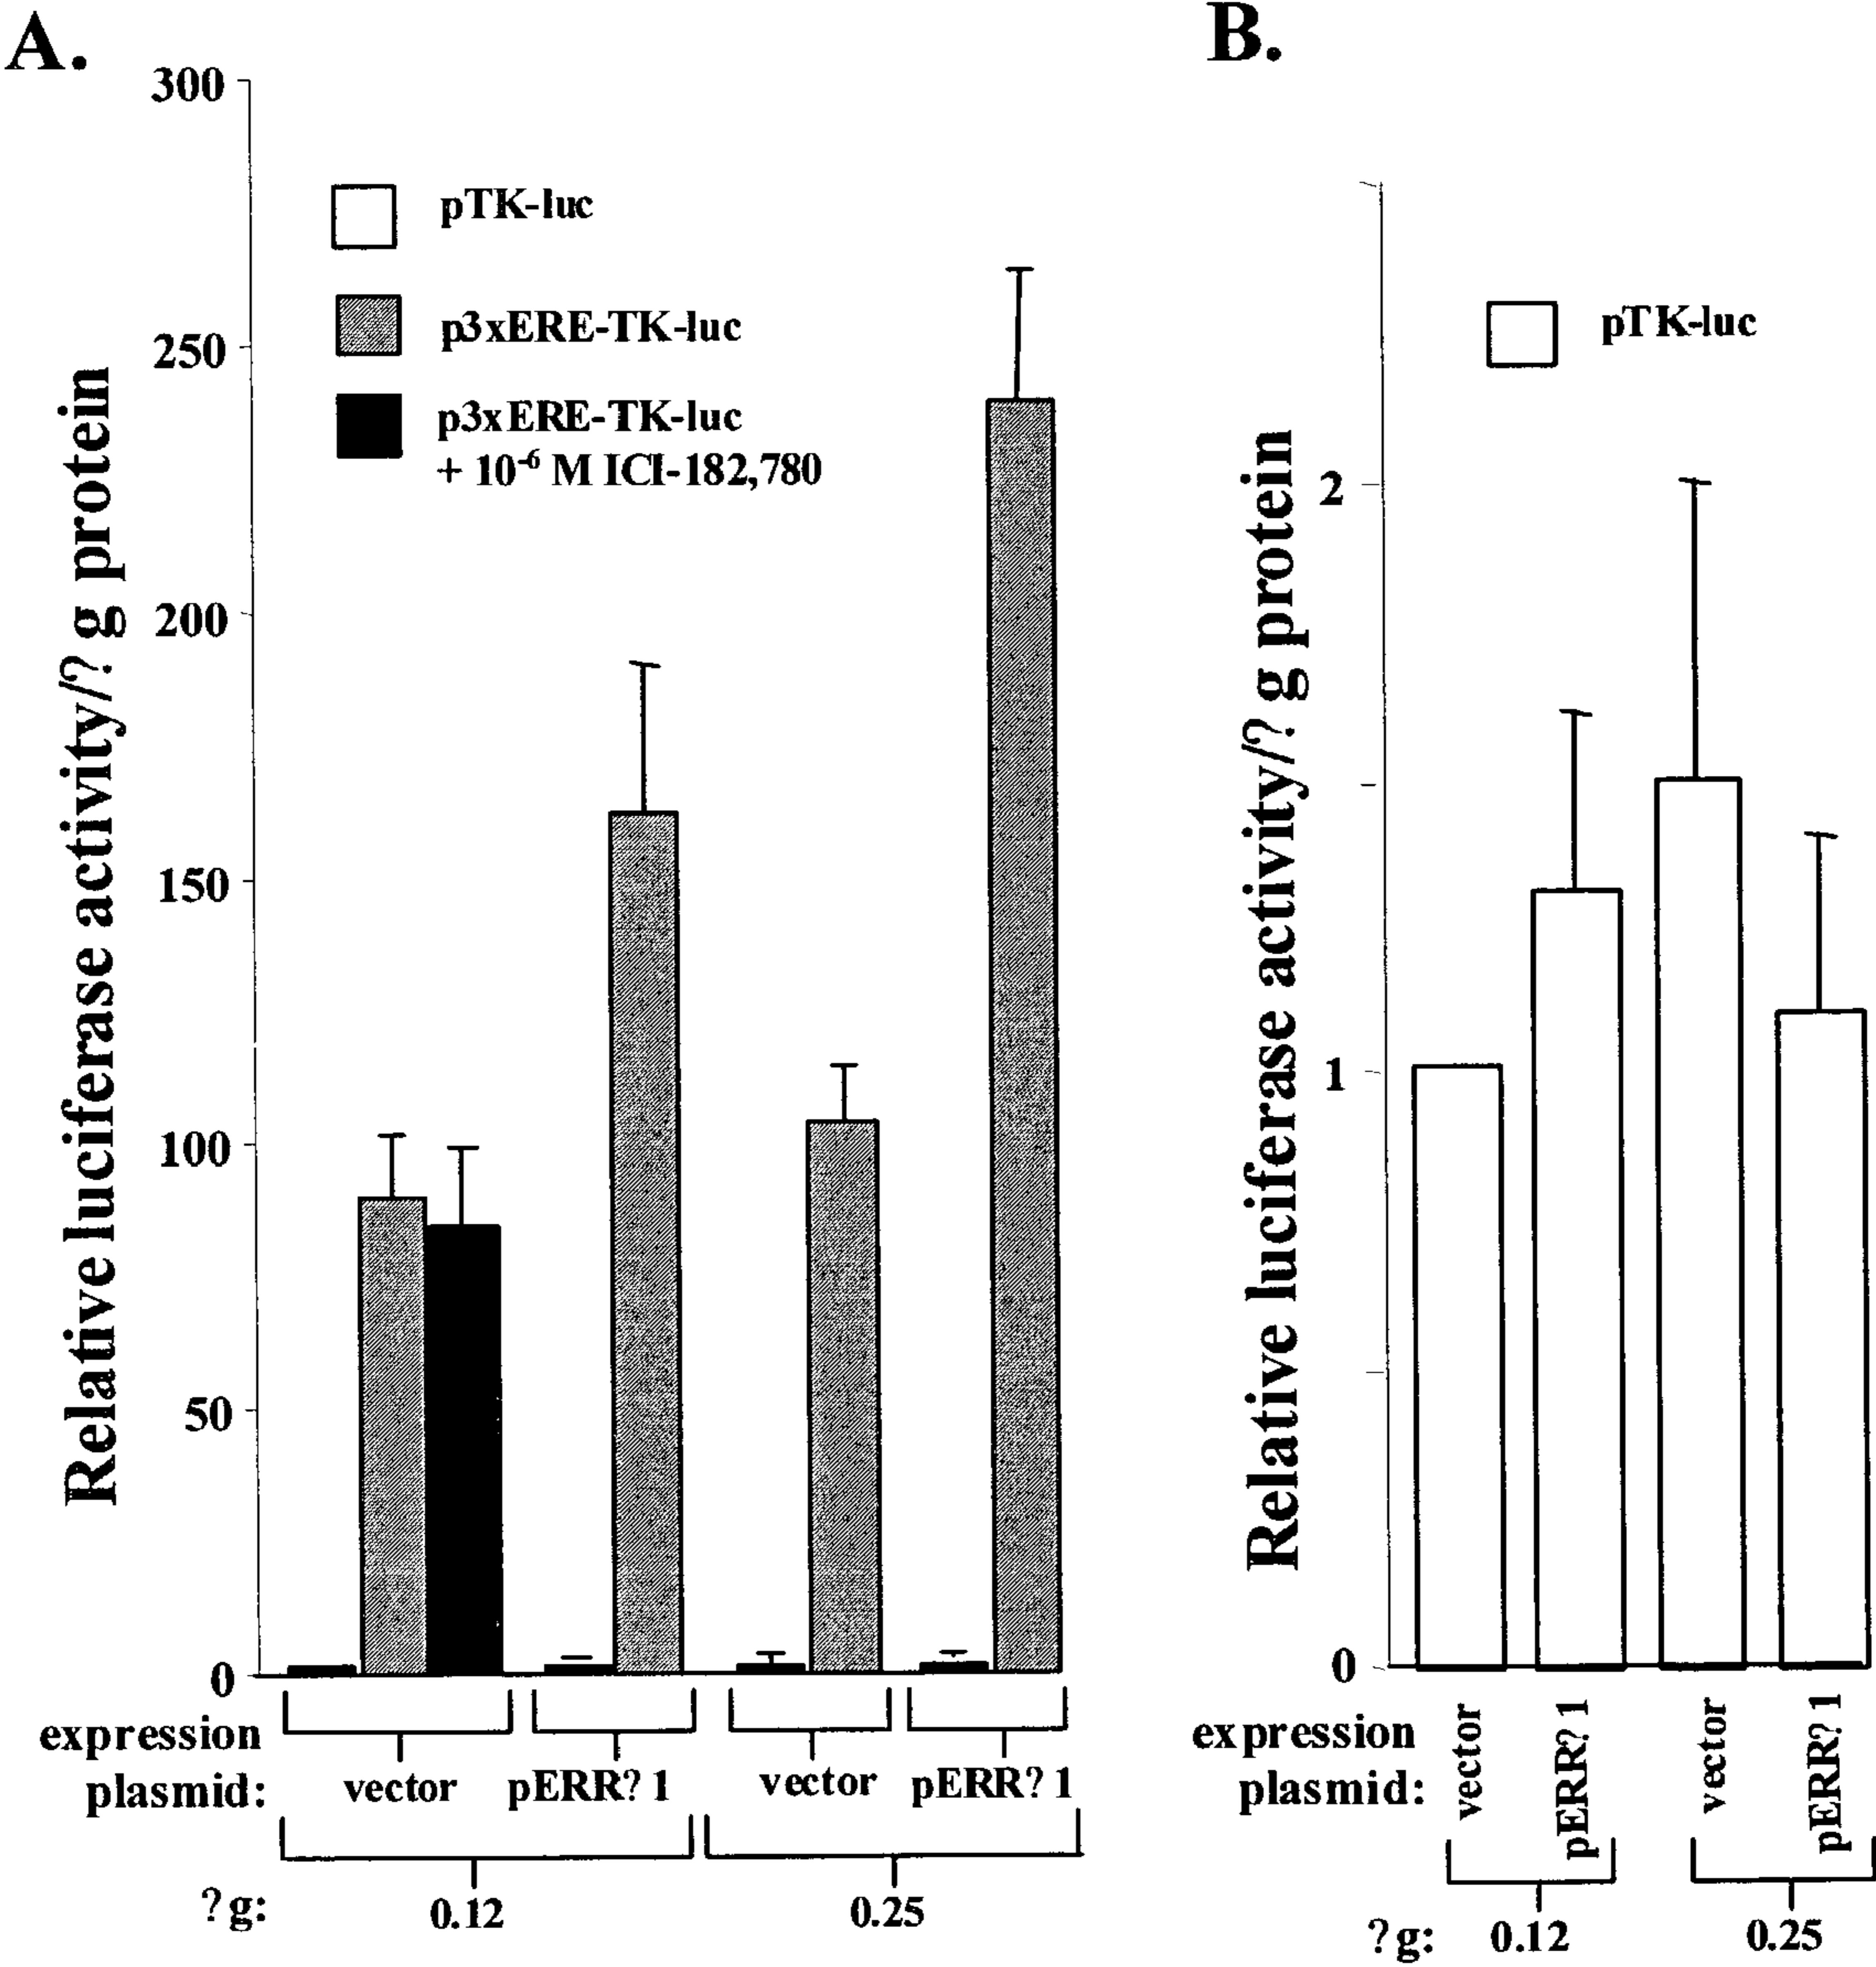 A.
300
250
200
150
100
50
0
Relative luciferase activity/? g protein
pTK-luc
p3xERE-TK-luc
p3xERE-TK-luc
+ 10-6 M ICI-182,780
expression
plasmid:
vector
pERR? 1
vector
pERR? 1
?g:
0.12
0.25
B.
2
1
0
Relative luciferase activity/? g protein
pTK-luc
expression
plasmid:
vector
pERR? 1
vector
pERR? 1
?g:
0.12
0.25